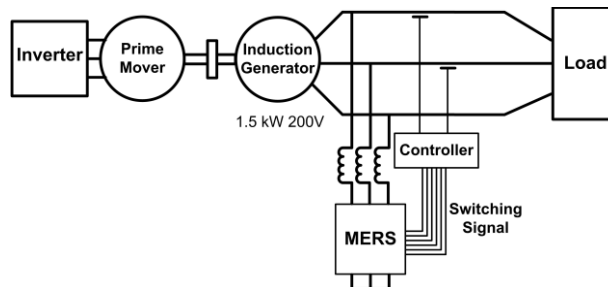 Inverter
Prime
Mover
Induction
Generator
1.5 kW 200V
Load
Controller
Switching
Signal
MERS